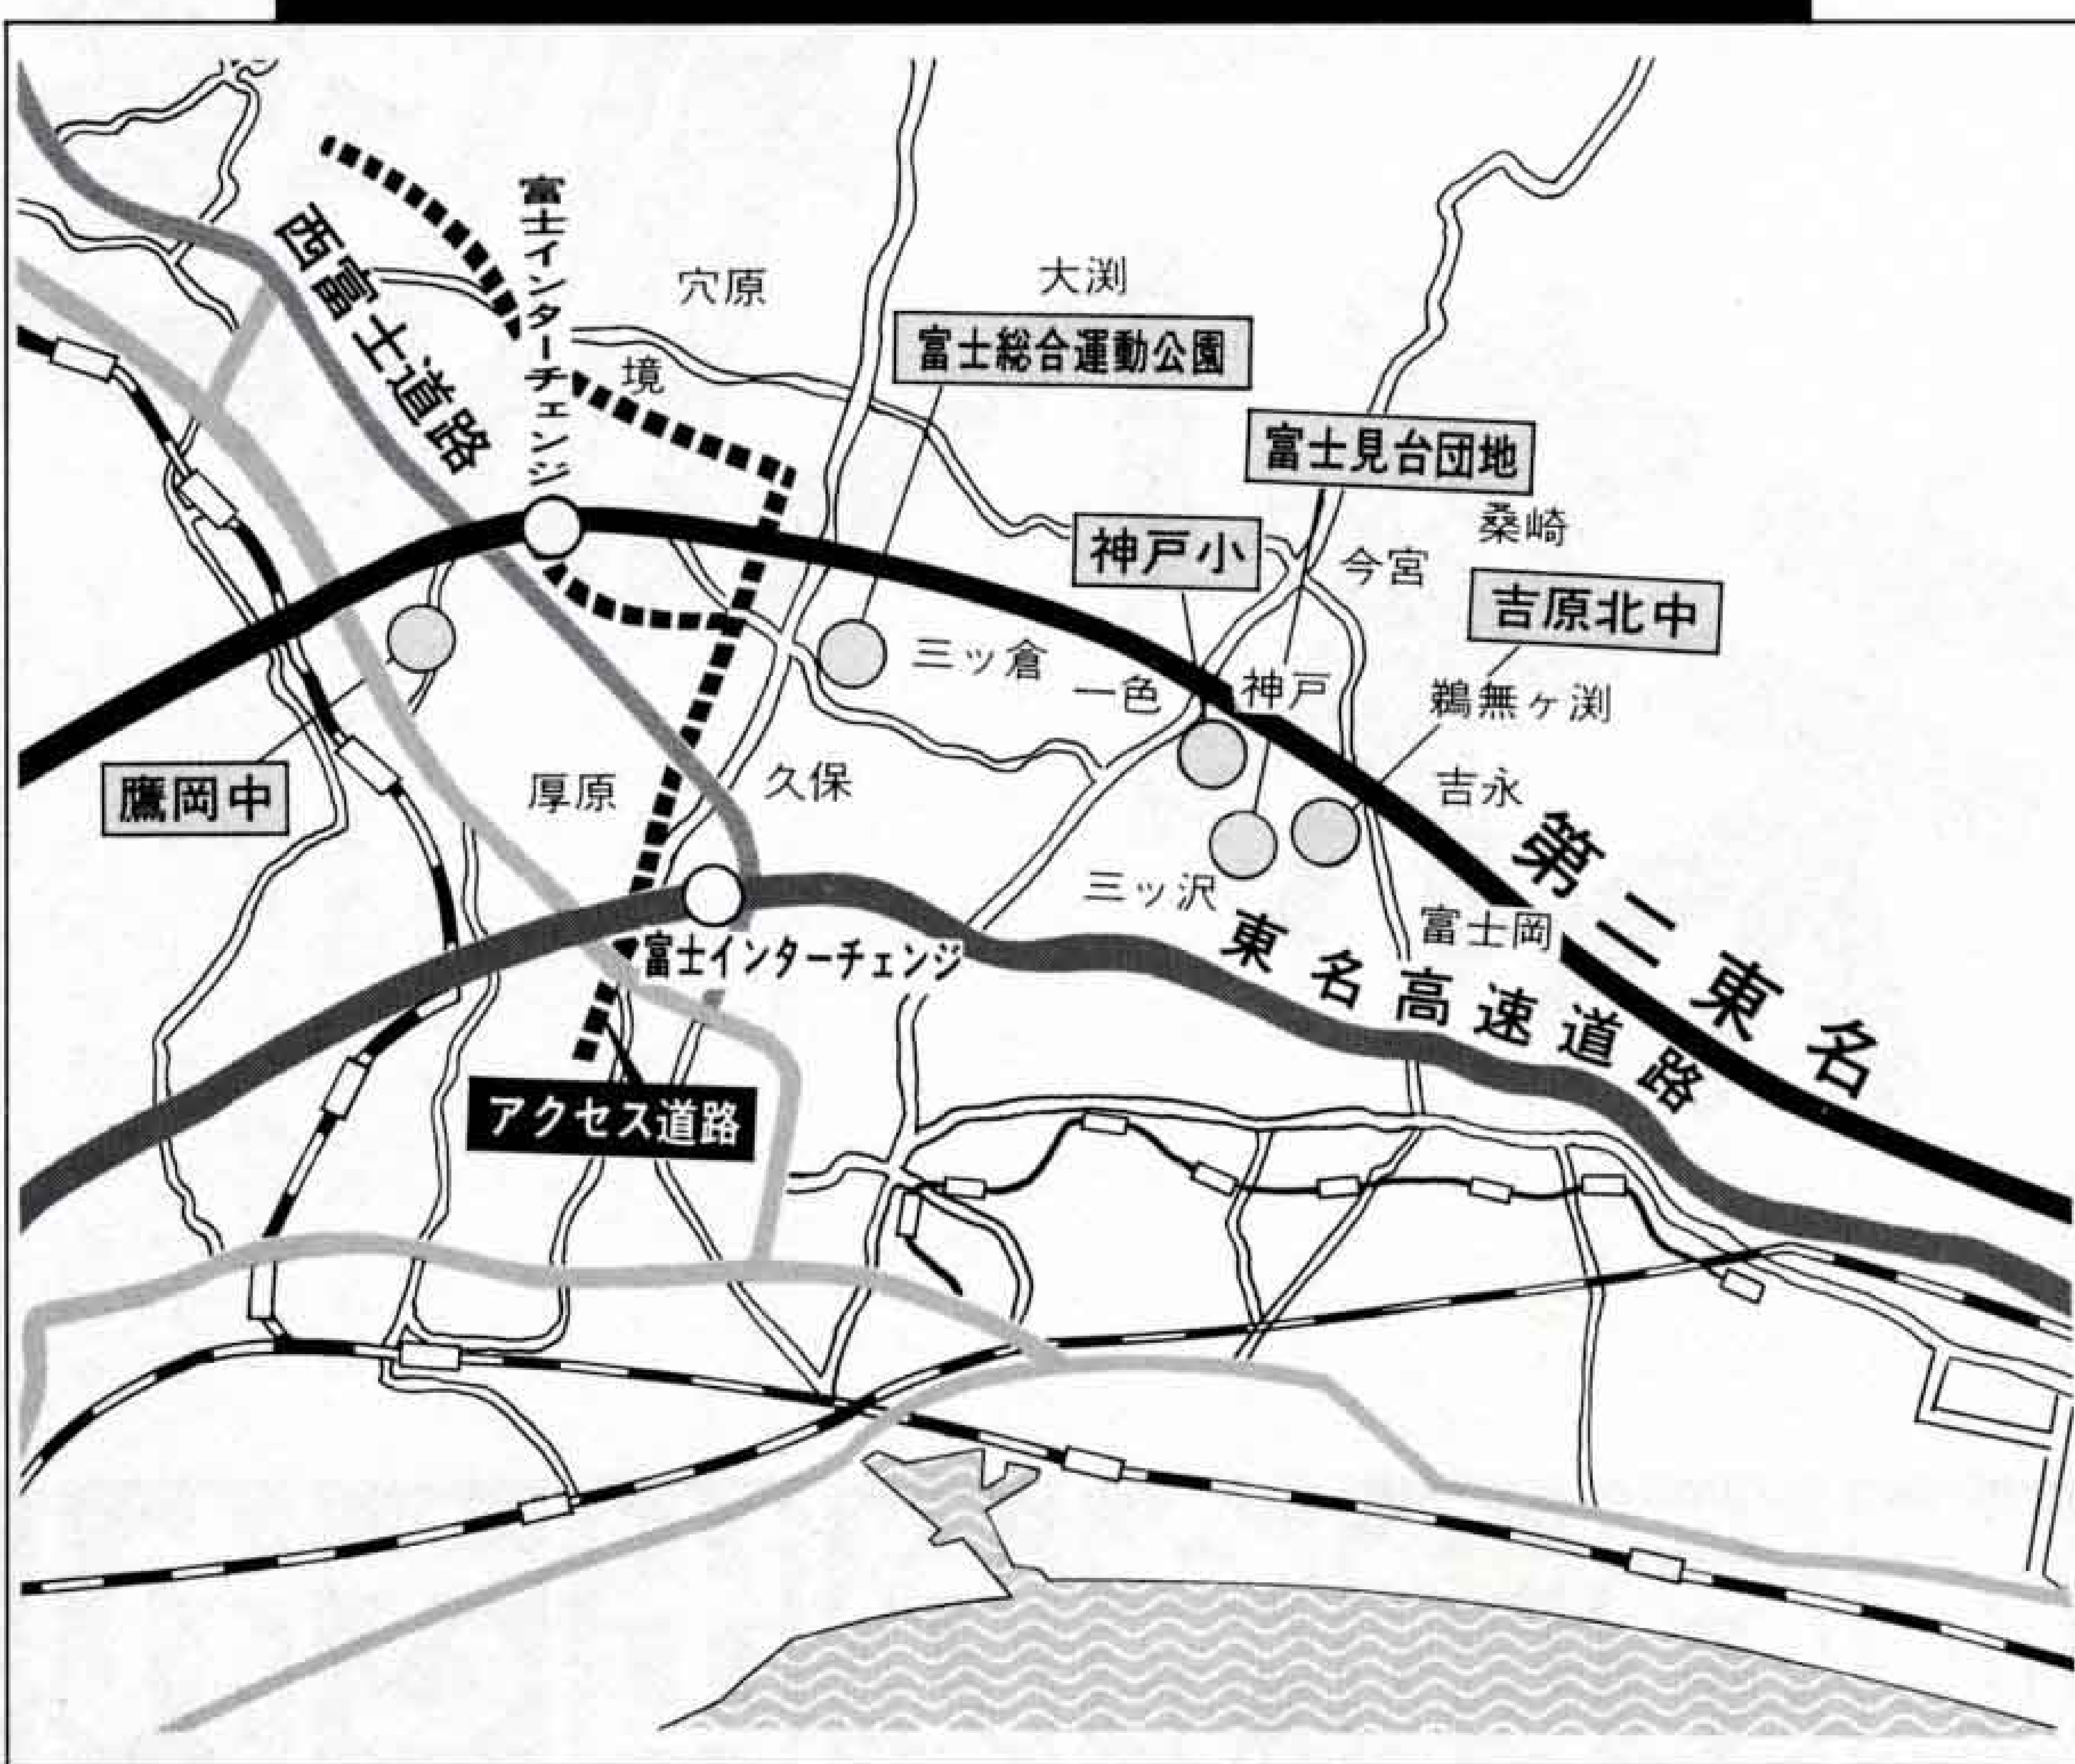 富士インターチェンジ
西富士道路
穴原
大渕
富士総合運動公園
境
富士見台団地
桑崎
神戸小
今宮
吉原北中
三ッ倉
一色
神戸
鵜無ヶ渕
鷹岡中
厚原
久保
吉永
第二東名
三ッ沢
富士岡
東名高速道路
富士インターチェンジ
アクセス道路